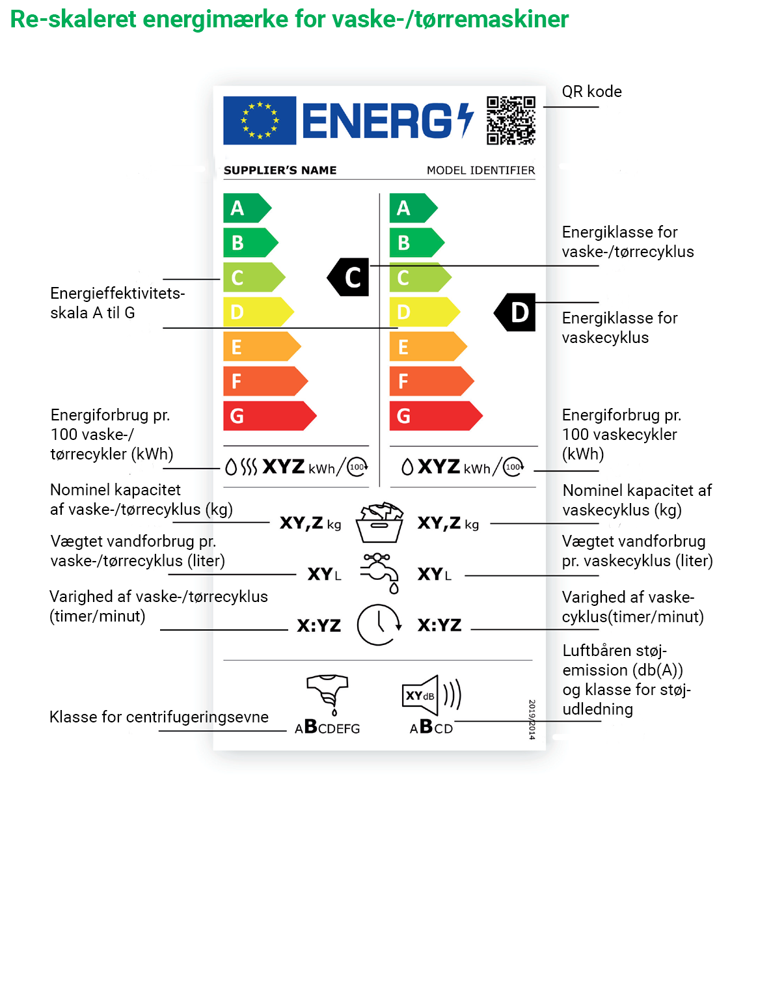 Re-skaleret energimærke for vaske-/tørremaskiner
QR kode
ENERG
SUPPLIER'S NAME
MODEL IDENTIFIER
A
B
C
D
E
F
G
C
A
B
C
D
E
F
G
D
Energiklasse for
vaske-/tørrecyklus
Energieffektivitets-
skala A til G
Energiklasse for
vaskecyklus
Energiforbrug pr.
100 vaske-/
tørrecykler (kWh)
XYZ kWh/100
XYZ kWh/100
Energiforbrug pr.
100 vaskecykler
(kWh)
Nominel kapacitet
af vaske-/tørrecyklus (kg)
XY,Z kg
XY,Z kg
Nominel kapacitet af
vaskecyklus (kg)
Vægtet vandforbrug pr.
vaske-/tørrecyklus (liter)
XY L
XY L
Vægtet vandforbrug
pr. vaskecyklus (liter)
Varighed af vaske-/tørrecyklus
(timer/minut)
X:YZ
X:YZ
Varighed af vaske-
cyklus(timer/minut)
Luftbåren støj-
emission (db(A))
og klasse for støj-
udledning
Klasse for centrifugeringsevne
ABCDEFG
XY dB
ABCD
2019/2014